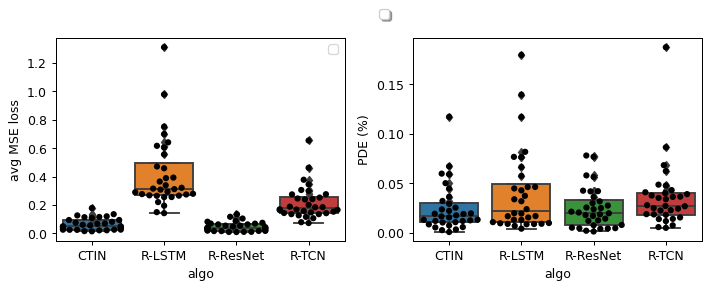 avg MSE loss
1.2
1.0
0.8
0.6
0.4
0.2
0.0
CTIN R-LSTM R-ResNet R-TCN
algo
PDE (%)
0.15
0.10
0.05
0.00
CTIN R-LSTM R-ResNet R-TCN
algo